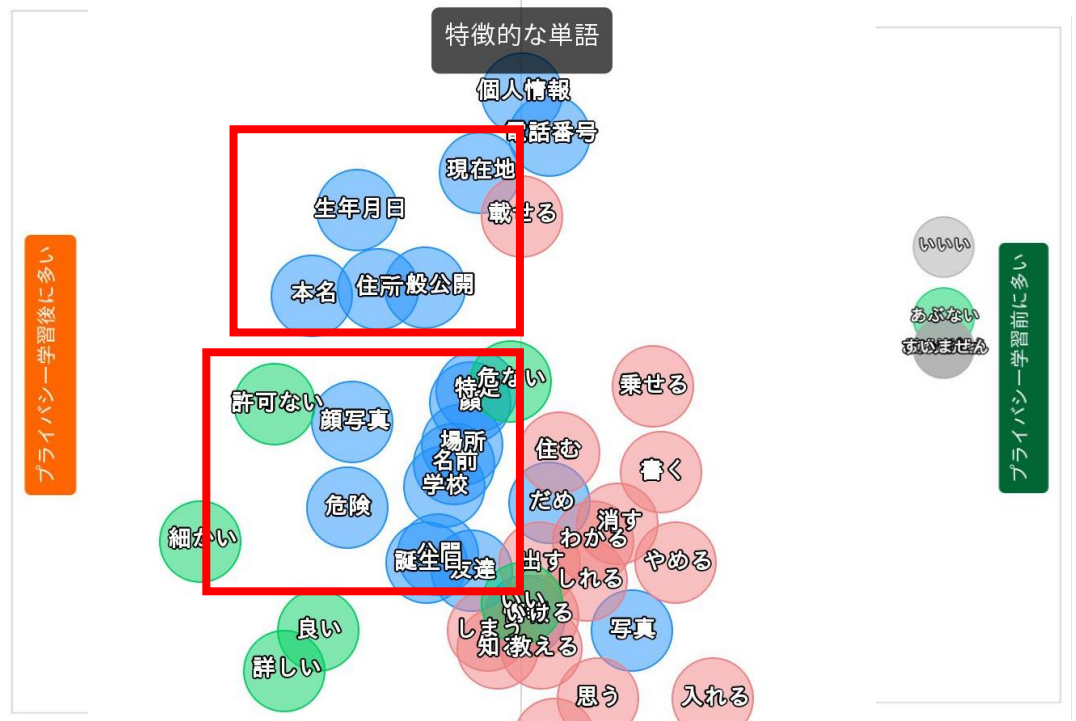 特徴的な単語
個人情報
電話番号
現在地
載せる
生年月日
本名
住所
一般公開
いいい
あぶない
すいません
プライバシー学習後に多い
プライバシー学習前に多い
許可ない
顔写真
特定
危ない
顔
乗せる
場所
名前
学校
住む
書く
危険
だめ
消す
わかる
細かい
公開
誕生日
友達
出す
しれる
やめる
いい
良い
しまう
写真
知る
教える
詳しい
思う
入れる